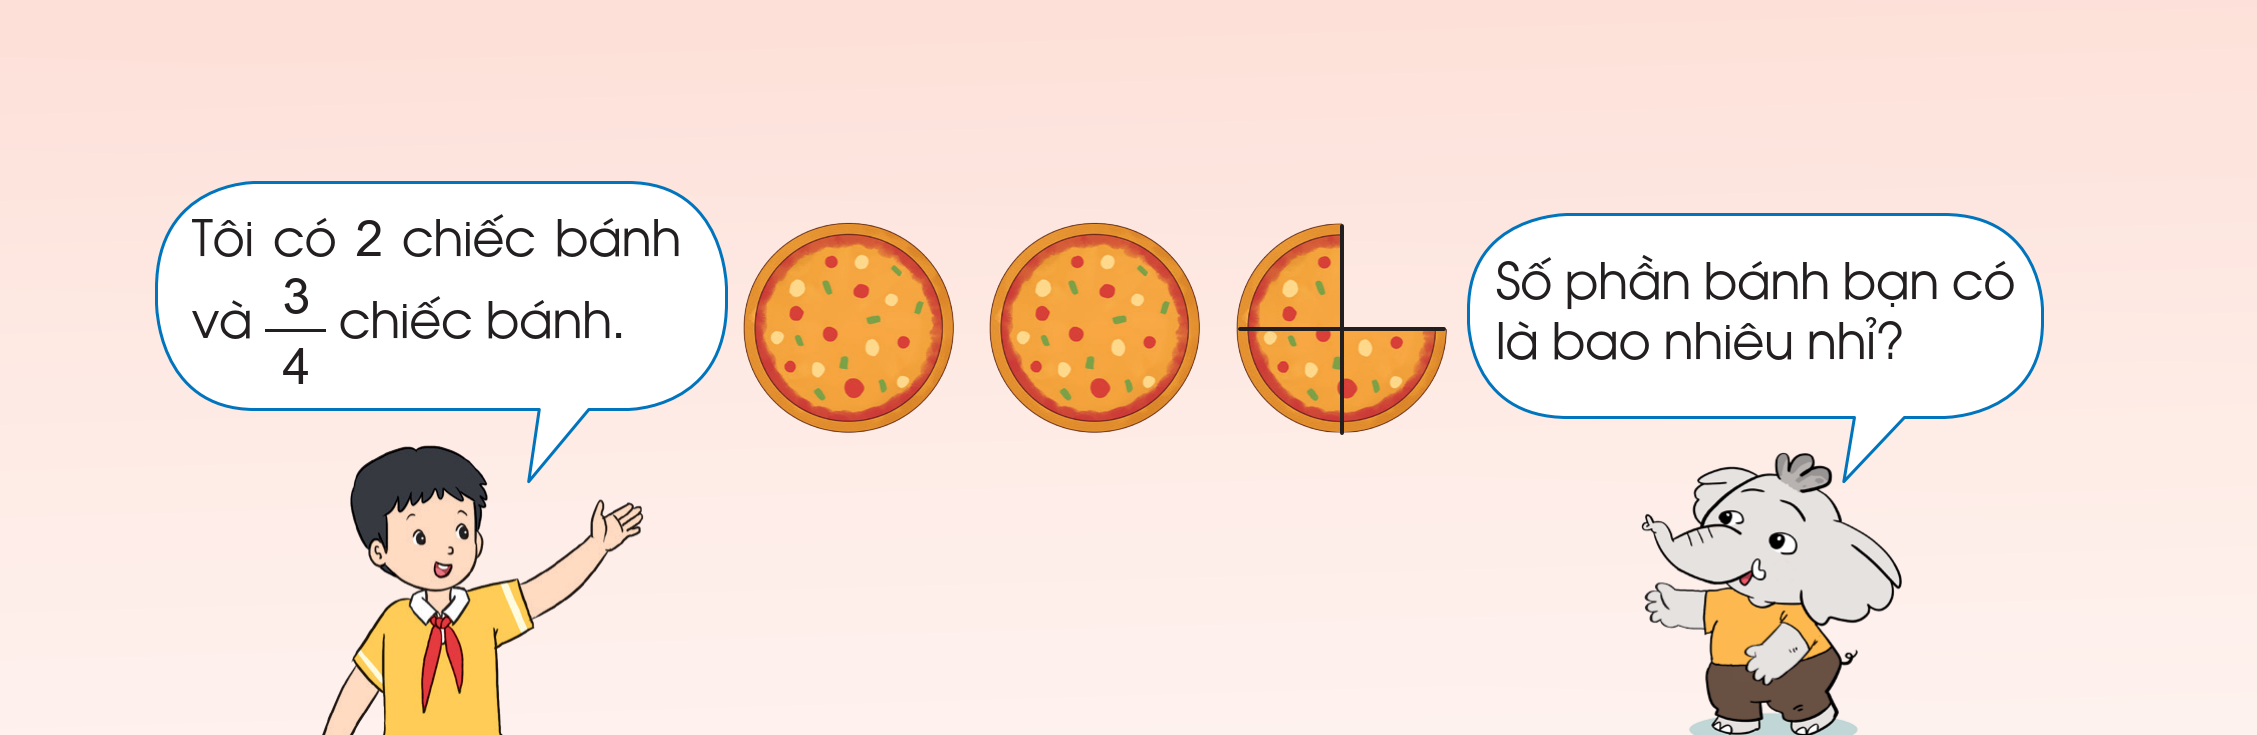 Tôi có 2 chiếc bánh
và 3/4 chiếc bánh.
Số phần bánh bạn có
là bao nhiêu nhỉ?